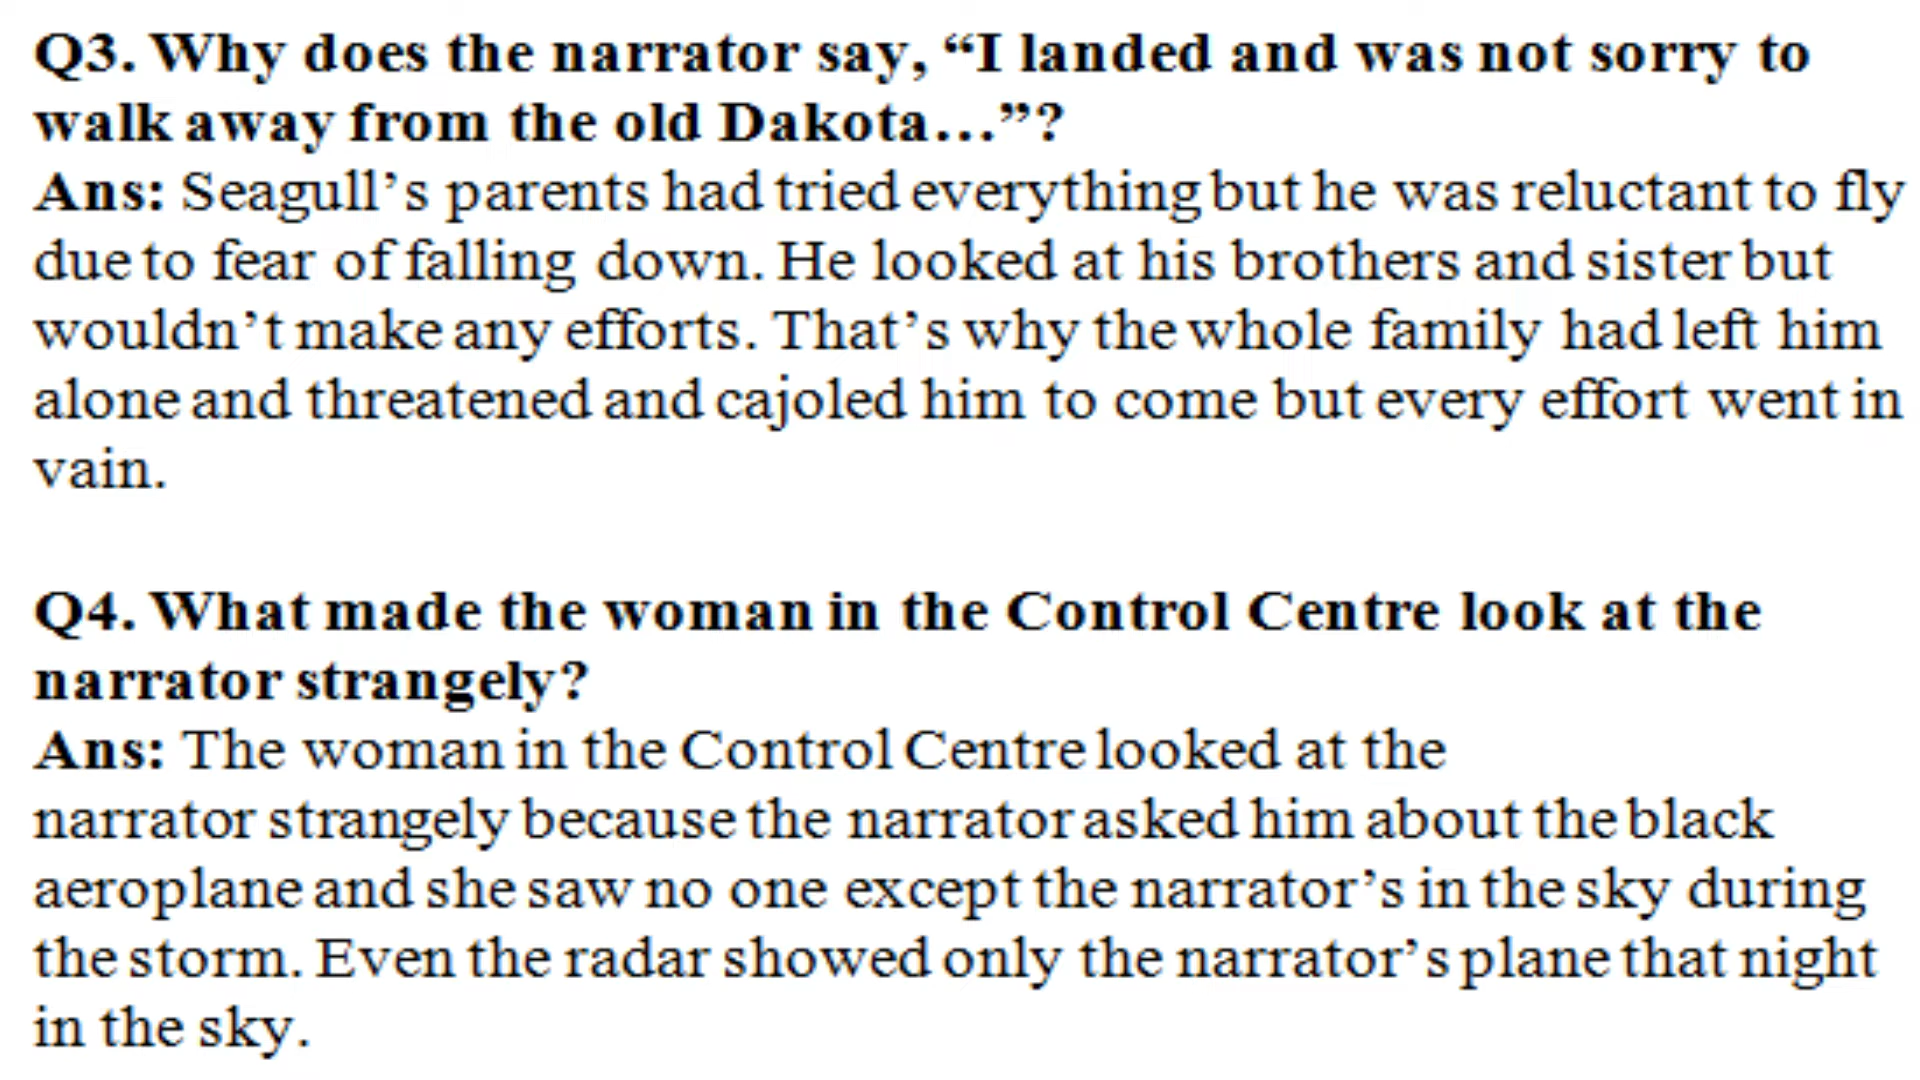 Q3. Why does the narrator say, “I landed and was not sorry to
walk away from the old Dakota…”?
Ans: Seagull’s parents had tried everything but he was reluctant to fly
due to fear of falling down. He looked at his brothers and sister but
wouldn’t make any efforts. That’s why the whole family had left him
alone and threatened and cajoled him to come but every effort went in
vain.
Q4. What made the woman in the Control Centre look at the
narrator strangely?
Ans: The woman in the Control Centre looked at the
narrator strangely because the narrator asked him about the black
aeroplane and she saw no one except the narrator’s in the sky during
the storm. Even the radar showed only the narrator’s plane that night
in the sky.